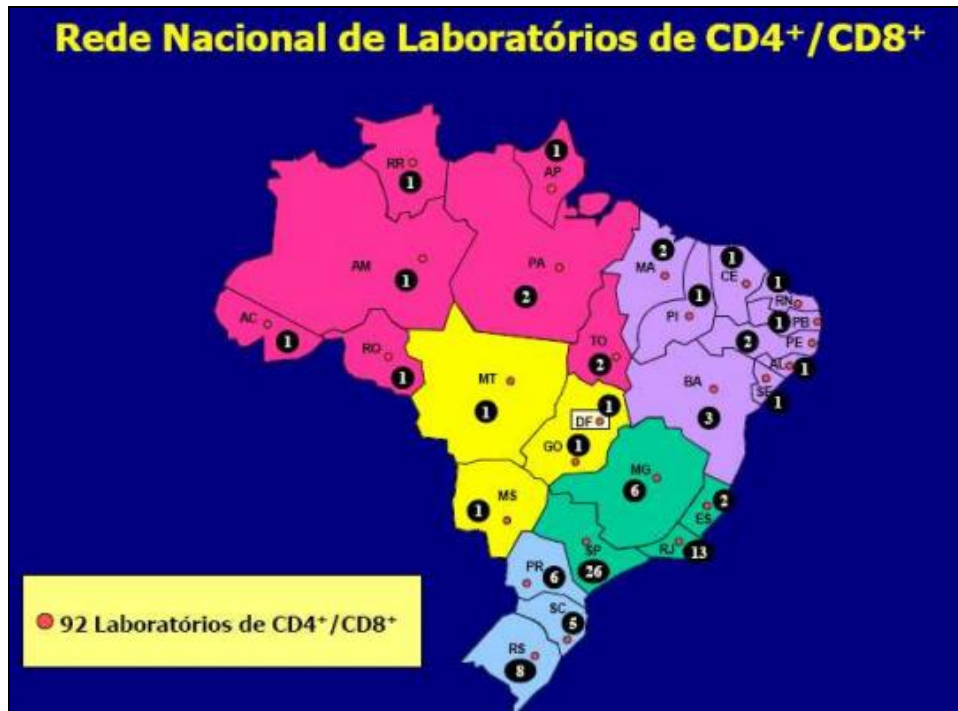 Rede Nacional de Laboratórios de CD4⁺/CD8⁺
1
RR
1
AP
AM
1
PA
2
2
MA
1
CE
1
RN
1
PI
1
PB
2
PE
AC
1
RO
1
TO
2
AL
1
SE
1
MT
1
BA
3
1
DF
GO
1
MG
6
1
MS
2
ES
SP
26
RJ
13
PR
6
SC
5
RS
8
92 Laboratórios de CD4⁺/CD8⁺